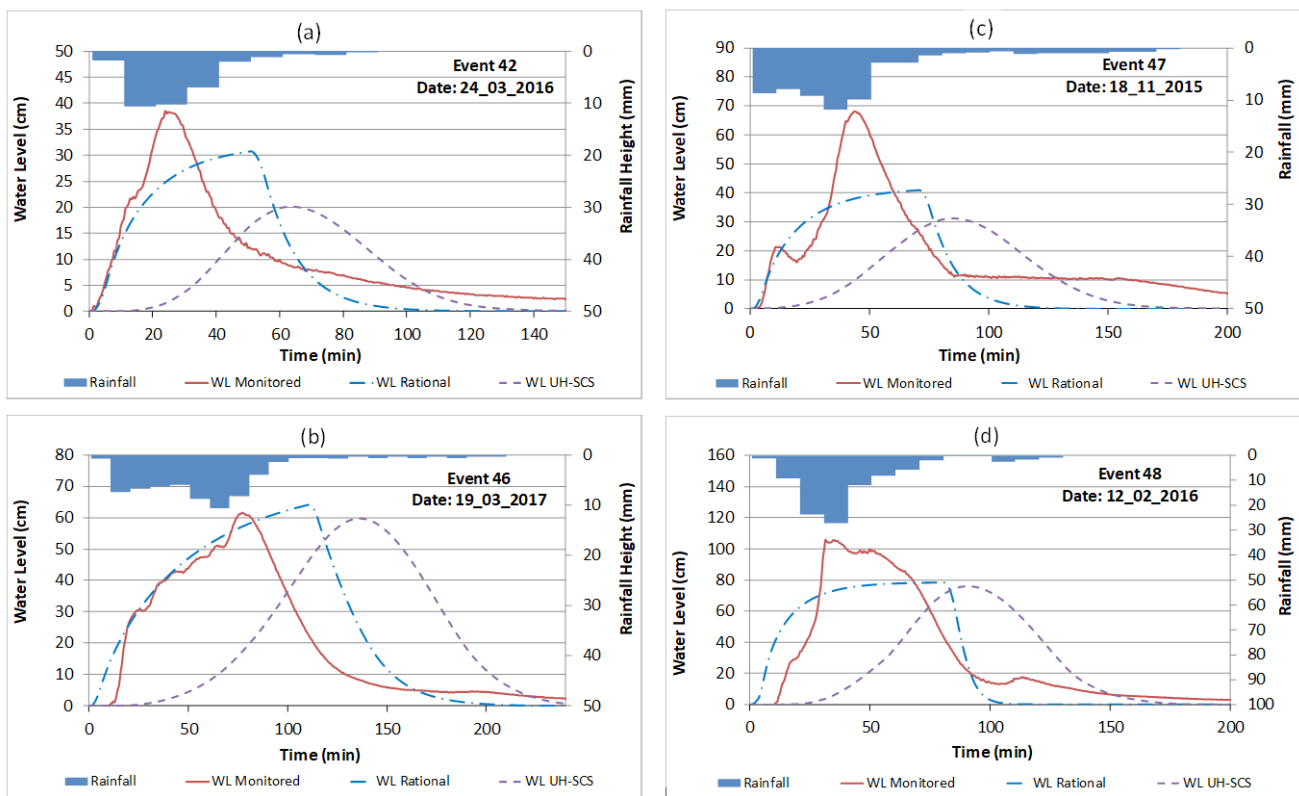 (a)
50
45
40
35
30
25
20
15
10
5
0
Water Level (cm)
0
10
20
30
40
50
Rainfall Height (mm)
Event 42
Date: 24_03_2016
0 20 40 60 80 100 120 140
Time (min)
Rainfall WL Monitored WL Rational WL UH-SCS
(c)
90
80
70
60
50
40
30
20
10
0
Water Level (cm)
0
10
20
30
40
50
Rainfall (mm)
Event 47
Date: 18_11_2015
0 50 100 150 200
Time (min)
Rainfall WL Monitored WL Rational WL UH-SCS
(b)
80
70
60
50
40
30
20
10
0
Water Level (cm)
0
10
20
30
40
50
Rainfall Height (mm)
Event 46
Date: 19_03_2017
0 50 100 150 200
Time (min)
Rainfall WL Monitored WL Rational WL UH-SCS
(d)
160
140
120
100
80
60
40
20
0
Water Level (cm)
0
10
20
30
40
50
60
70
80
90
100
Rainfall (mm)
Event 48
Date: 12_02_2016
0 50 100 150 200
Time (min)
Rainfall WL Monitored WL Rational WL UH-SCS